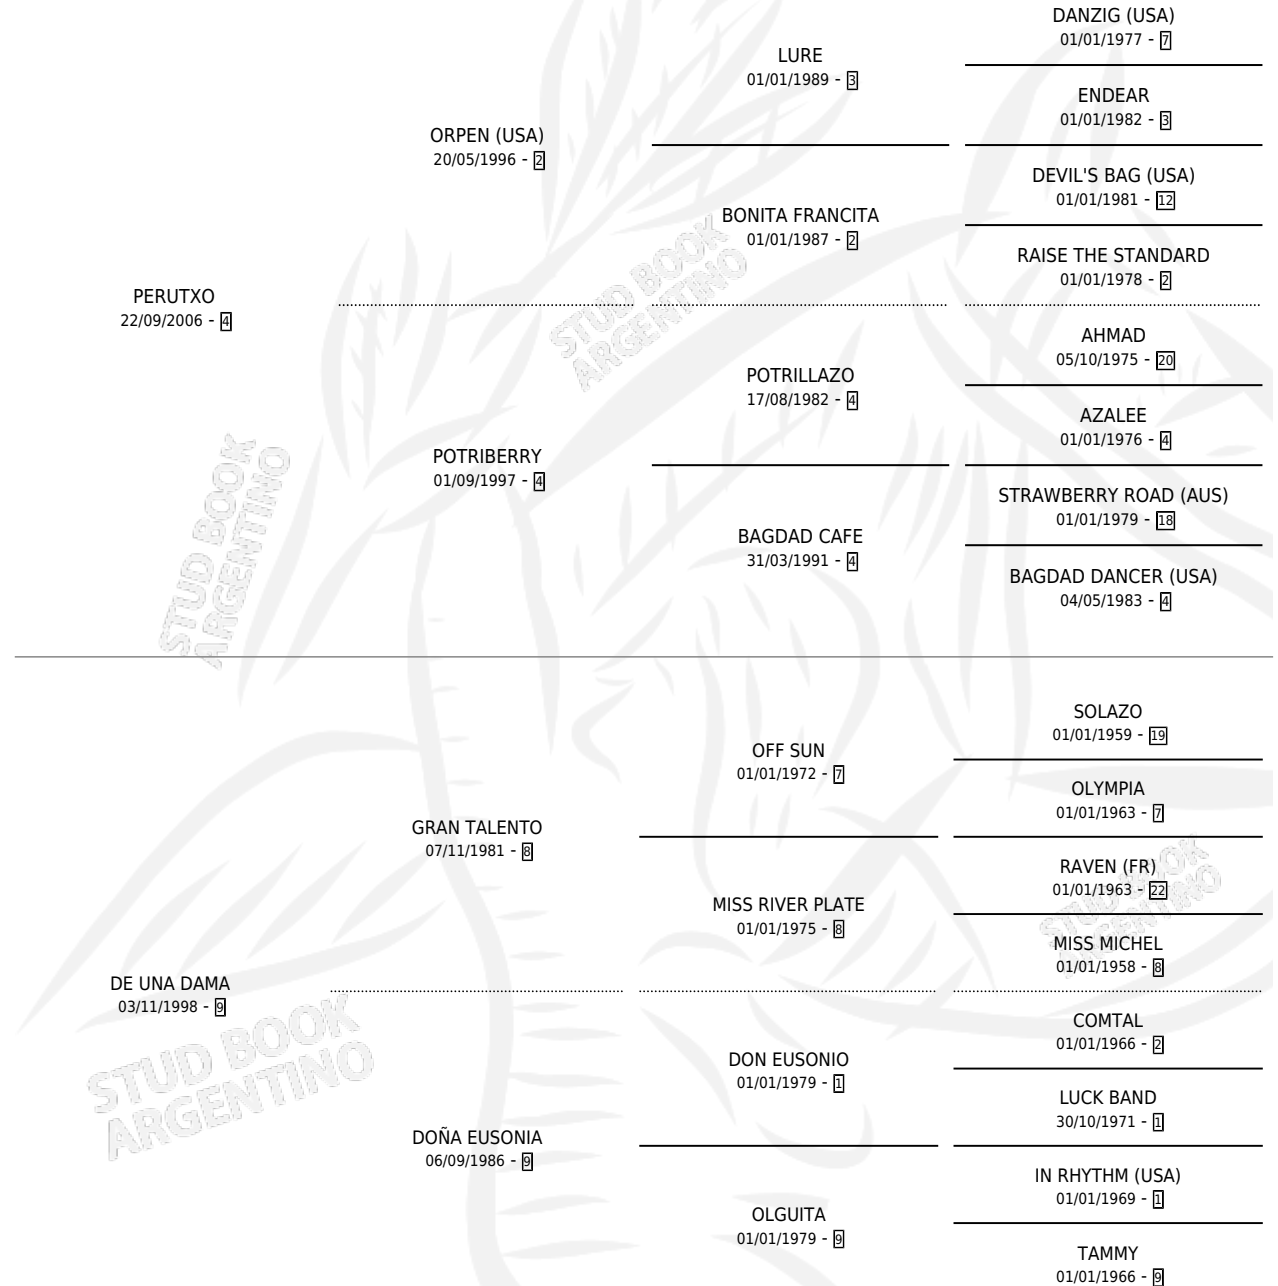 DANZIG (USA)
01/01/1977 - 7
LURE
01/01/1989 - 3
ENDEAR
01/01/1982 - 3
ORPEN (USA)
20/05/1996 - 2
DEVIL'S BAG (USA)
01/01/1981 - 12
BONITA FRANCITA
01/01/1987 - 2
RAISE THE STANDARD
01/01/1978 - 2
PERUTXO
22/09/2006 - 4
AHMAD
05/10/1975 - 20
POTRILLAZO
17/08/1982 - 4
AZALEE
01/01/1976 - 4
POTRIBERRY
01/09/1997 - 4
STRAWBERRY ROAD (AUS)
01/01/1979 - 18
BAGDAD CAFE
31/03/1991 - 4
BAGDAD DANCER (USA)
04/05/1983 - 4
SOLAZO
01/01/1959 - 19
OFF SUN
01/01/1972 - 7
OLYMPIA
01/01/1963 - 7
GRAN TALENTO
07/11/1981 - 8
RAVEN (FR)
01/01/1963 - 22
MISS RIVER PLATE
01/01/1975 - 8
MISS MICHEL
01/01/1958 - 8
DE UNA DAMA
03/11/1998 - 9
COMTAL
01/01/1966 - 2
DON EUSONIO
01/01/1979 - 1
LUCK BAND
30/10/1971 - 1
DOÑA EUSONIA
06/09/1986 - 9
IN RHYTHM (USA)
01/01/1969 - 1
OLGUITA
01/01/1979 - 9
TAMMY
01/01/1966 - 9
STUD BOOK
ARGENTINO
STUD BOOK
ARGENTINO
STUD BOOK
ARGENTINO
STUD BOOK
ARGENTINO